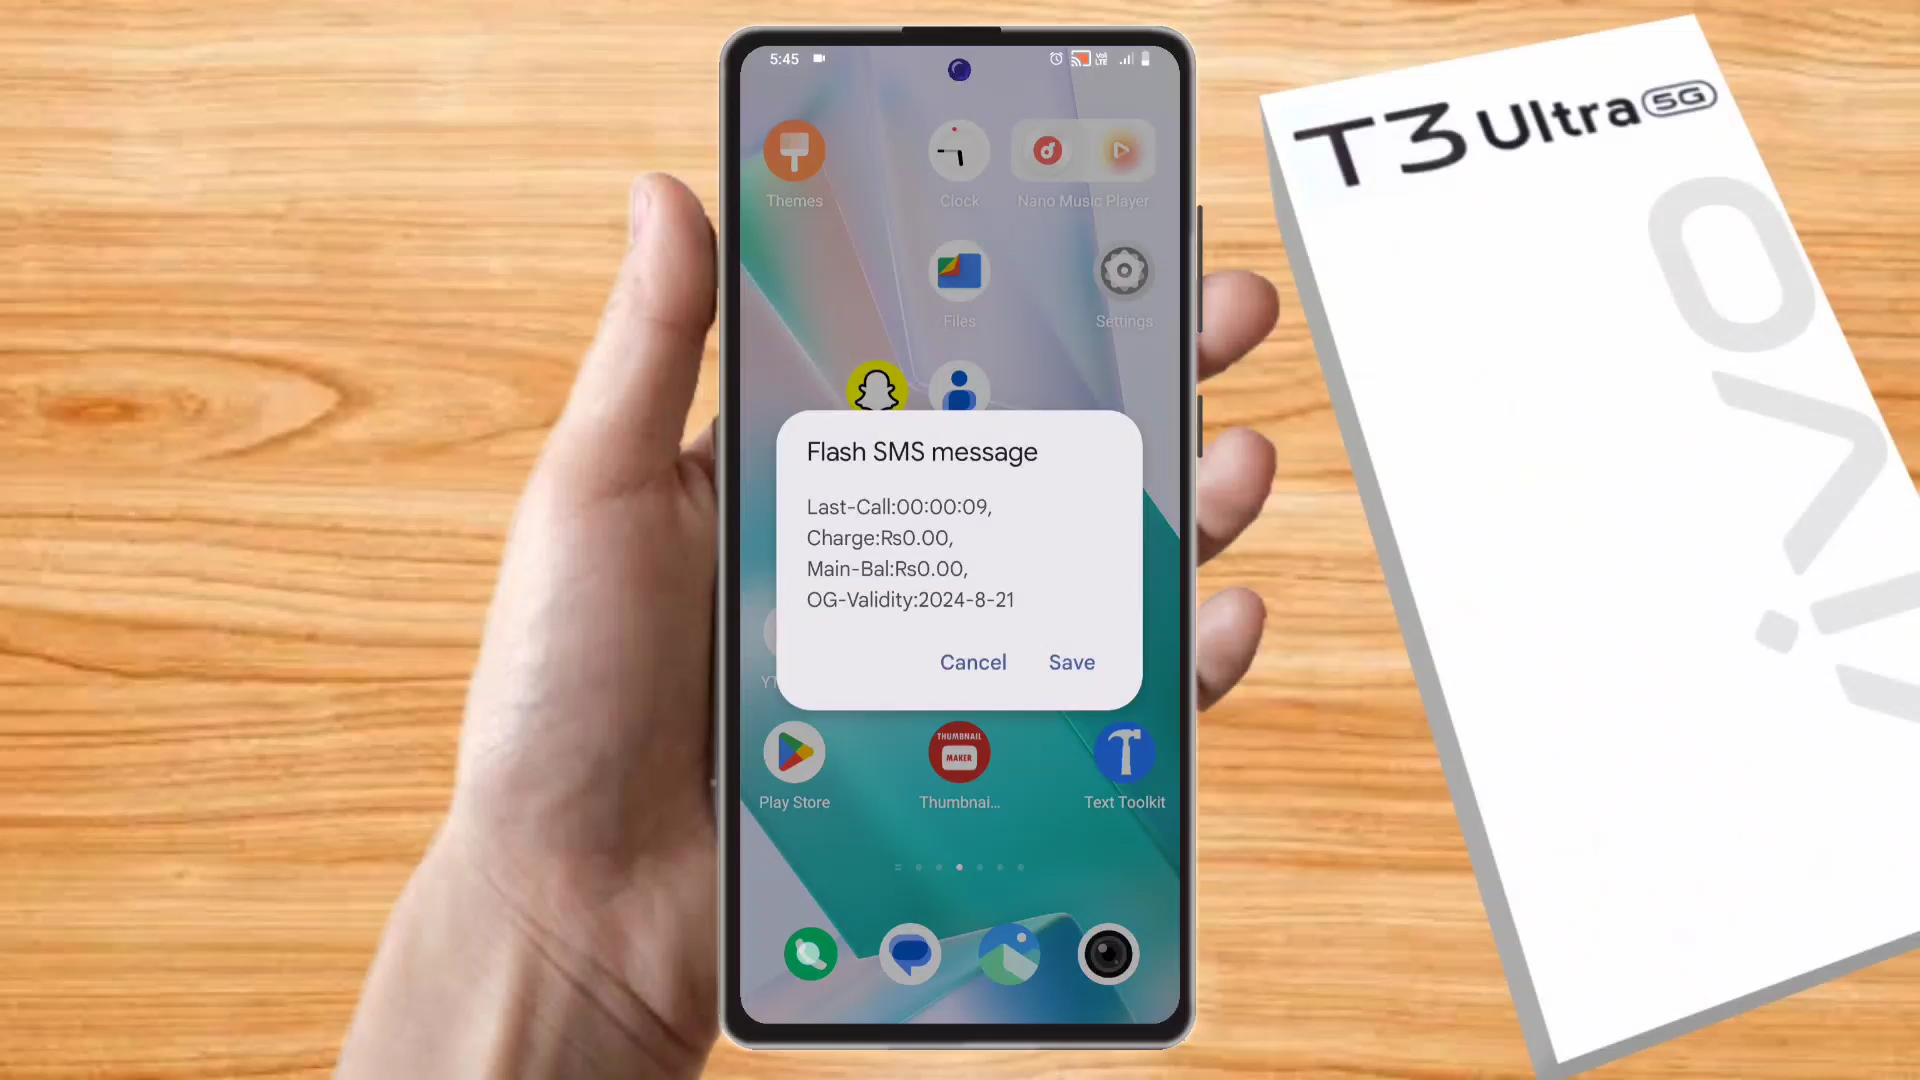 5:45
VoLTE
Themes
Clock
Nano Music Player
Files
Settings
Flash SMS message
Last-Call:00:00:09,
Charge:Rs0.00,
Main-Bal:Rs0.00,
OG-Validity:2024-8-21
Cancel Save
YT
THUMBNAIL
MAKER
Play Store
Thumbnai...
Text Toolkit
T3 Ultra 5G
vivo